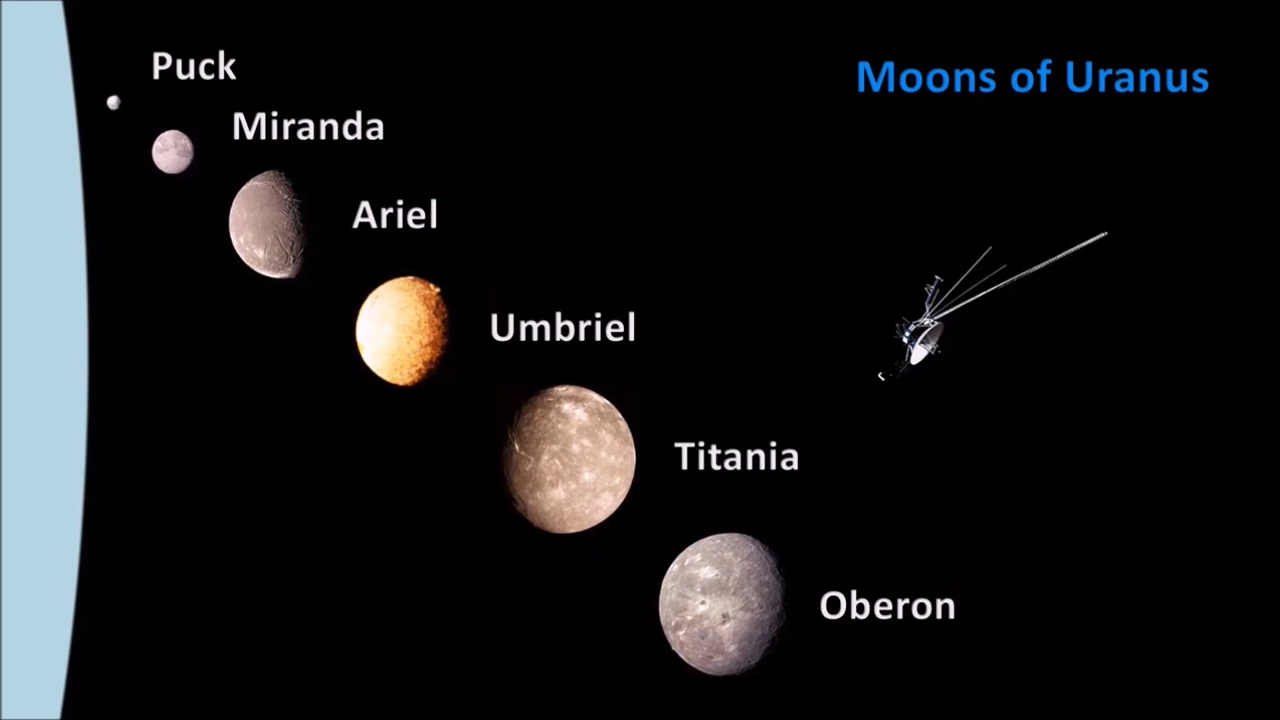 Puck
Moons of Uranus
Miranda
Ariel
Umbriel
Titania
Oberon